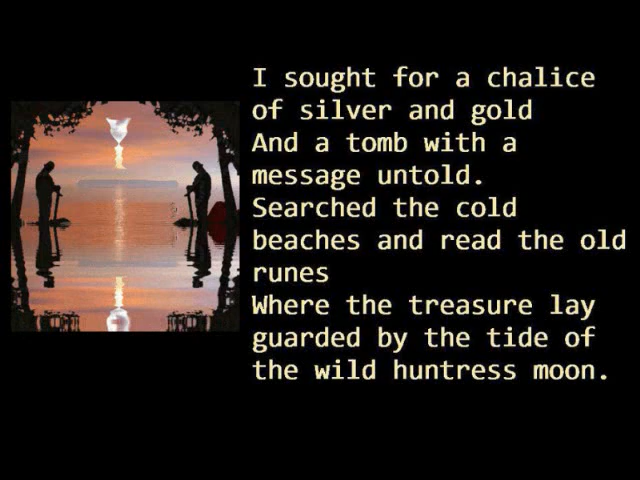 I sought for a chalice
of silver and gold
And a tomb with a
message untold.
Searched the cold
beaches and read the old
runes
Where the treasure lay
guarded by the tide of
the wild huntress moon.